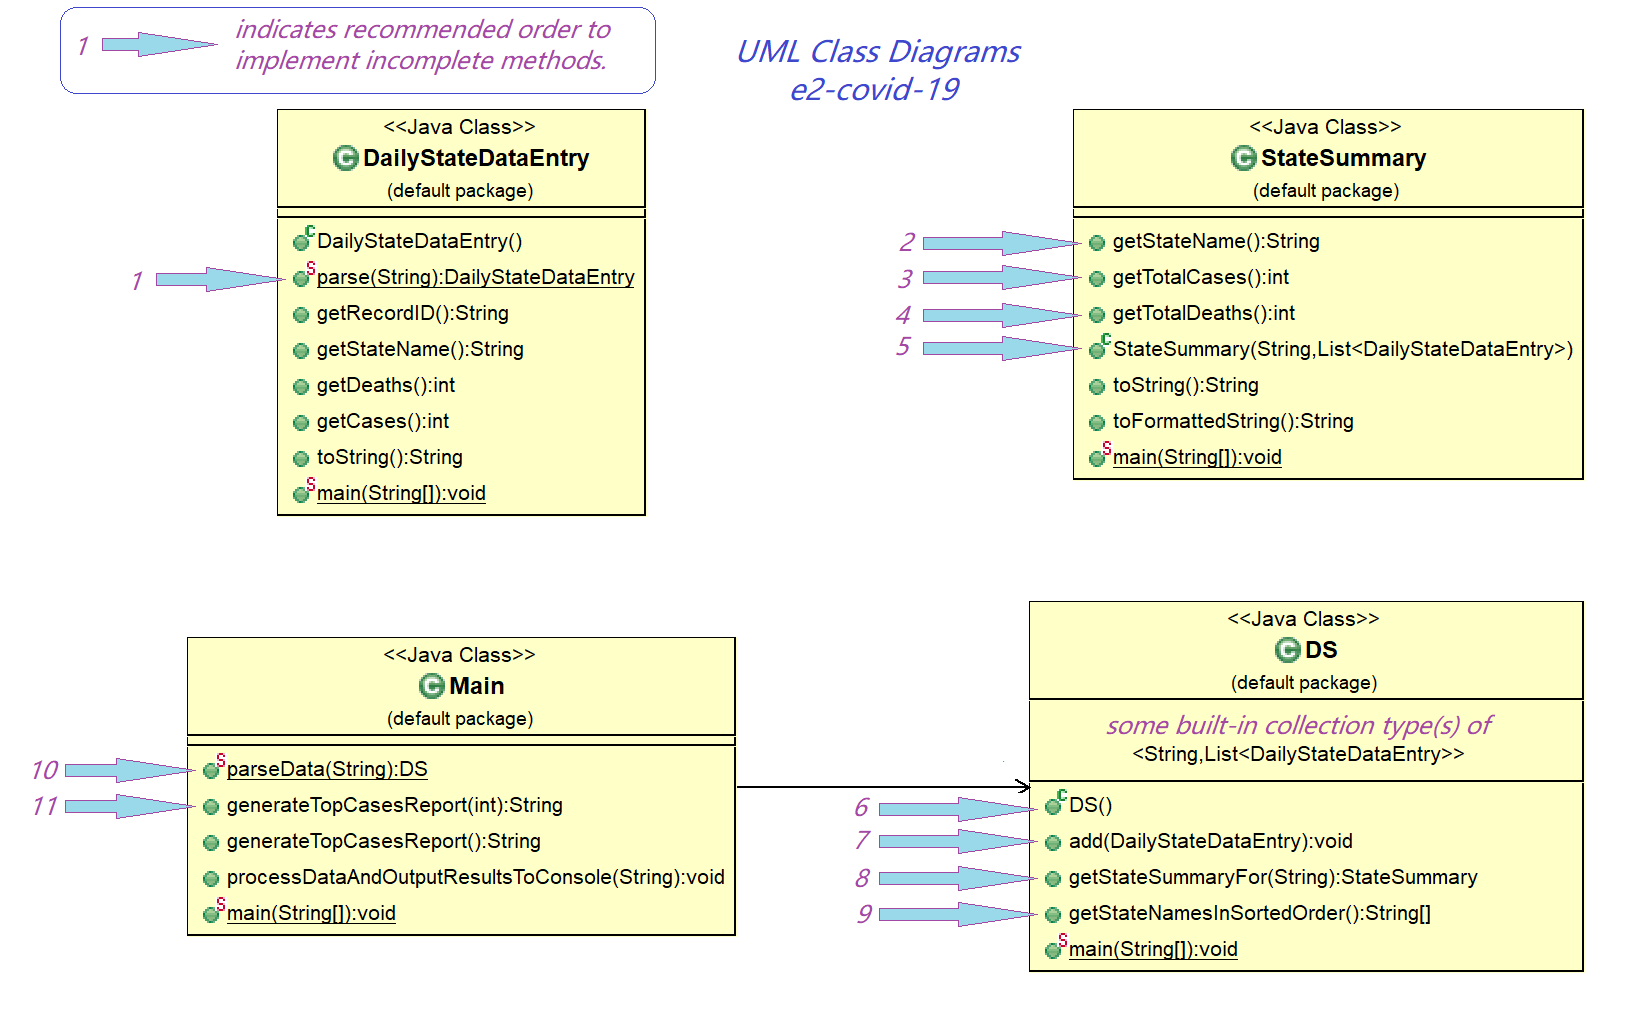 1
indicates recommended order to
implement incomplete methods.
UML Class Diagrams
e2-covid-19
<<Java Class>>
C DailyStateDataEntry
(default package)
C DailyStateDataEntry()
1
S parse(String):DailyStateDataEntry
getRecordID():String
getStateName():String
getDeaths():int
getCases():int
toString():String
S main(String[]):void
<<Java Class>>
C StateSummary
(default package)
2
getStateName():String
3
getTotalCases():int
4
getTotalDeaths():int
5
C StateSummary(String,List<DailyStateDataEntry>)
toString():String
toFormattedString():String
S main(String[]):void
<<Java Class>>
C Main
(default package)
10
S parseData(String):DS
11
generateTopCasesReport(int):String
generateTopCasesReport():String
processDataAndOutputResultsToConsole(String):void
S main(String[]):void
<<Java Class>>
C DS
(default package)
some built-in collection type(s) of
<String,List<DailyStateDataEntry>>
6
C DS()
7
add(DailyStateDataEntry):void
8
getStateSummaryFor(String):StateSummary
9
getStateNamesInSortedOrder():String[]
S main(String[]):void